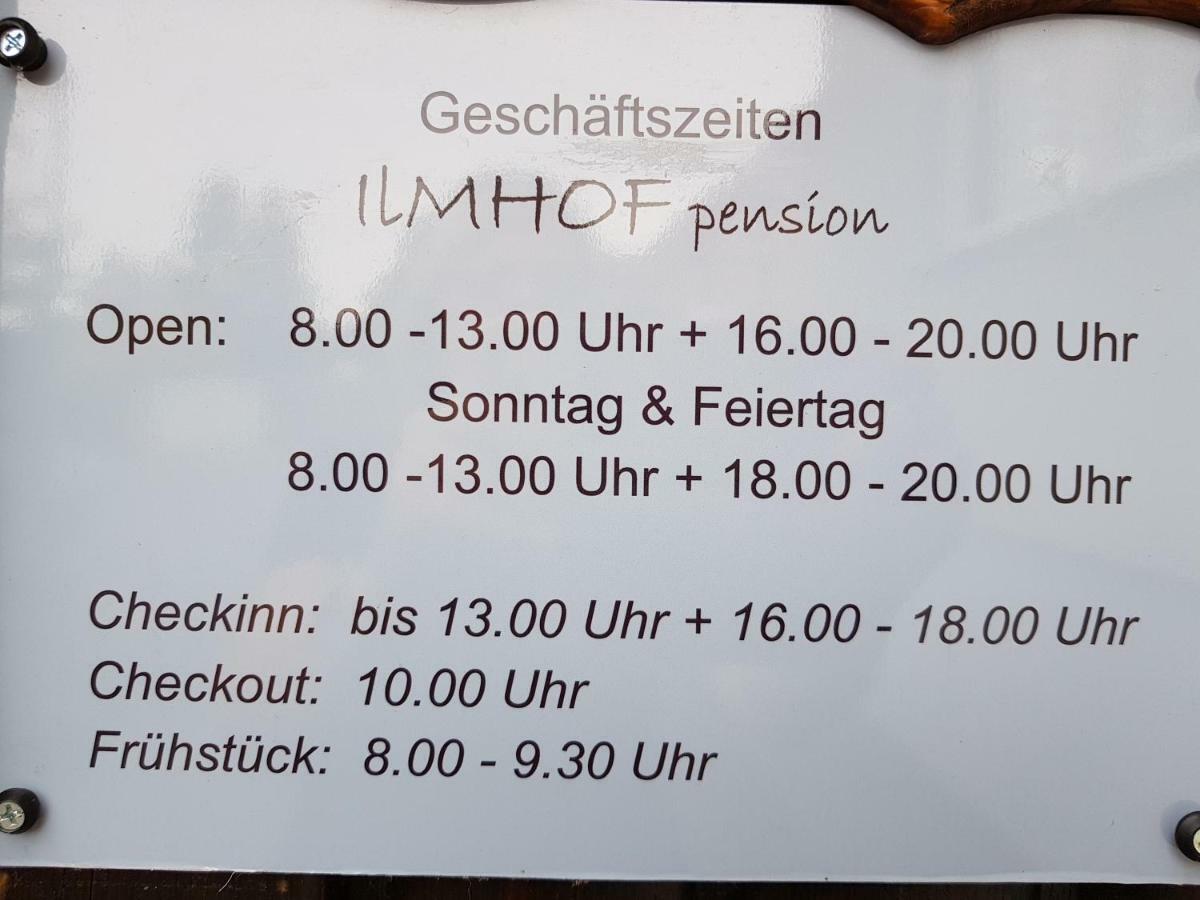 Geschäftszeiten
IlMHOF pension
Open: 8.00 -13.00 Uhr + 16.00 - 20.00 Uhr
Sonntag & Feiertag
8.00 -13.00 Uhr + 18.00 - 20.00 Uhr
Checkinn: bis 13.00 Uhr + 16.00 - 18.00 Uhr
Checkout: 10.00 Uhr
Frühstück: 8.00 - 9.30 Uhr